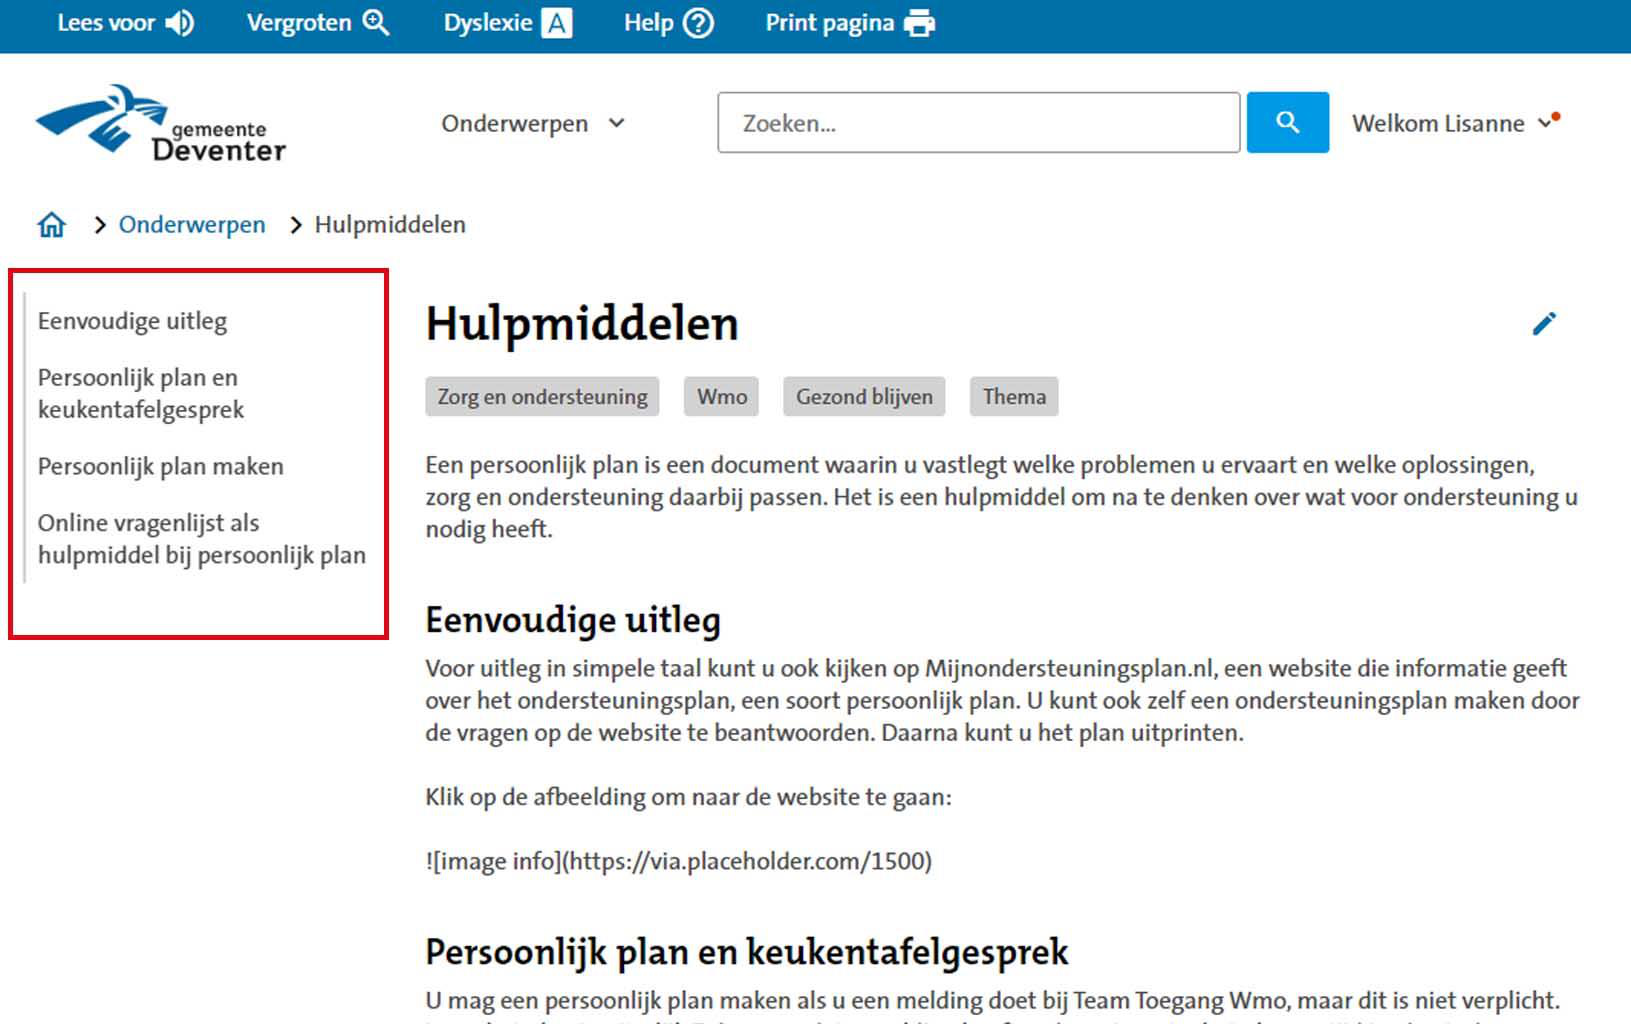 Lees voor
Vergroten
Dyslexie A
Help ?
Print pagina
gemeente
Deventer
Onderwerpen
Zoeken...
Welkom Lisanne
Onderwerpen
Hulpmiddelen
Eenvoudige uitleg
Persoonlijk plan en
keukentafelgesprek
Persoonlijk plan maken
Online vragenlijst als
hulpmiddel bij persoonlijk plan
Hulpmiddelen
Zorg en ondersteuning
Wmo
Gezond blijven
Thema
Een persoonlijk plan is een document waarin u vastlegt welke problemen u ervaart en welke oplossingen,
zorg en ondersteuning daarbij passen. Het is een hulpmiddel om na te denken over wat voor ondersteuning u
nodig heeft.
Eenvoudige uitleg
Voor uitleg in simpele taal kunt u ook kijken op Mijnondersteuningsplan.nl, een website die informatie geeft
over het ondersteuningsplan, een soort persoonlijk plan. U kunt ook zelf een ondersteuningsplan maken door
de vragen op de website te beantwoorden. Daarna kunt u het plan uitprinten.
Klik op de afbeelding om naar de website te gaan:
![image info](https://via.placeholder.com/1500)
Persoonlijk plan en keukentafelgesprek
U mag een persoonlijk plan maken als u een melding doet bij Team Toegang Wmo, maar dit is niet verplicht.